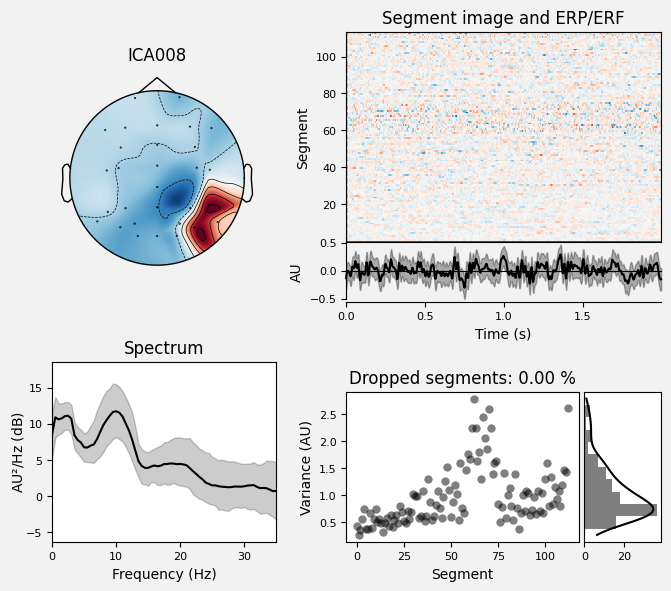 ICA008
Segment image and ERP/ERF
Segment
100
80
60
40
20
AU
0.5
0.0
−0.5
0.0 0.5 1.0 1.5
Time (s)
Spectrum
AU²/Hz (dB)
15
10
5
0
−5
0 10 20 30
Frequency (Hz)
Dropped segments: 0.00 %
Variance (AU)
2.5
2.0
1.5
1.0
0.5
0 25 50 75 100
Segment
0 20